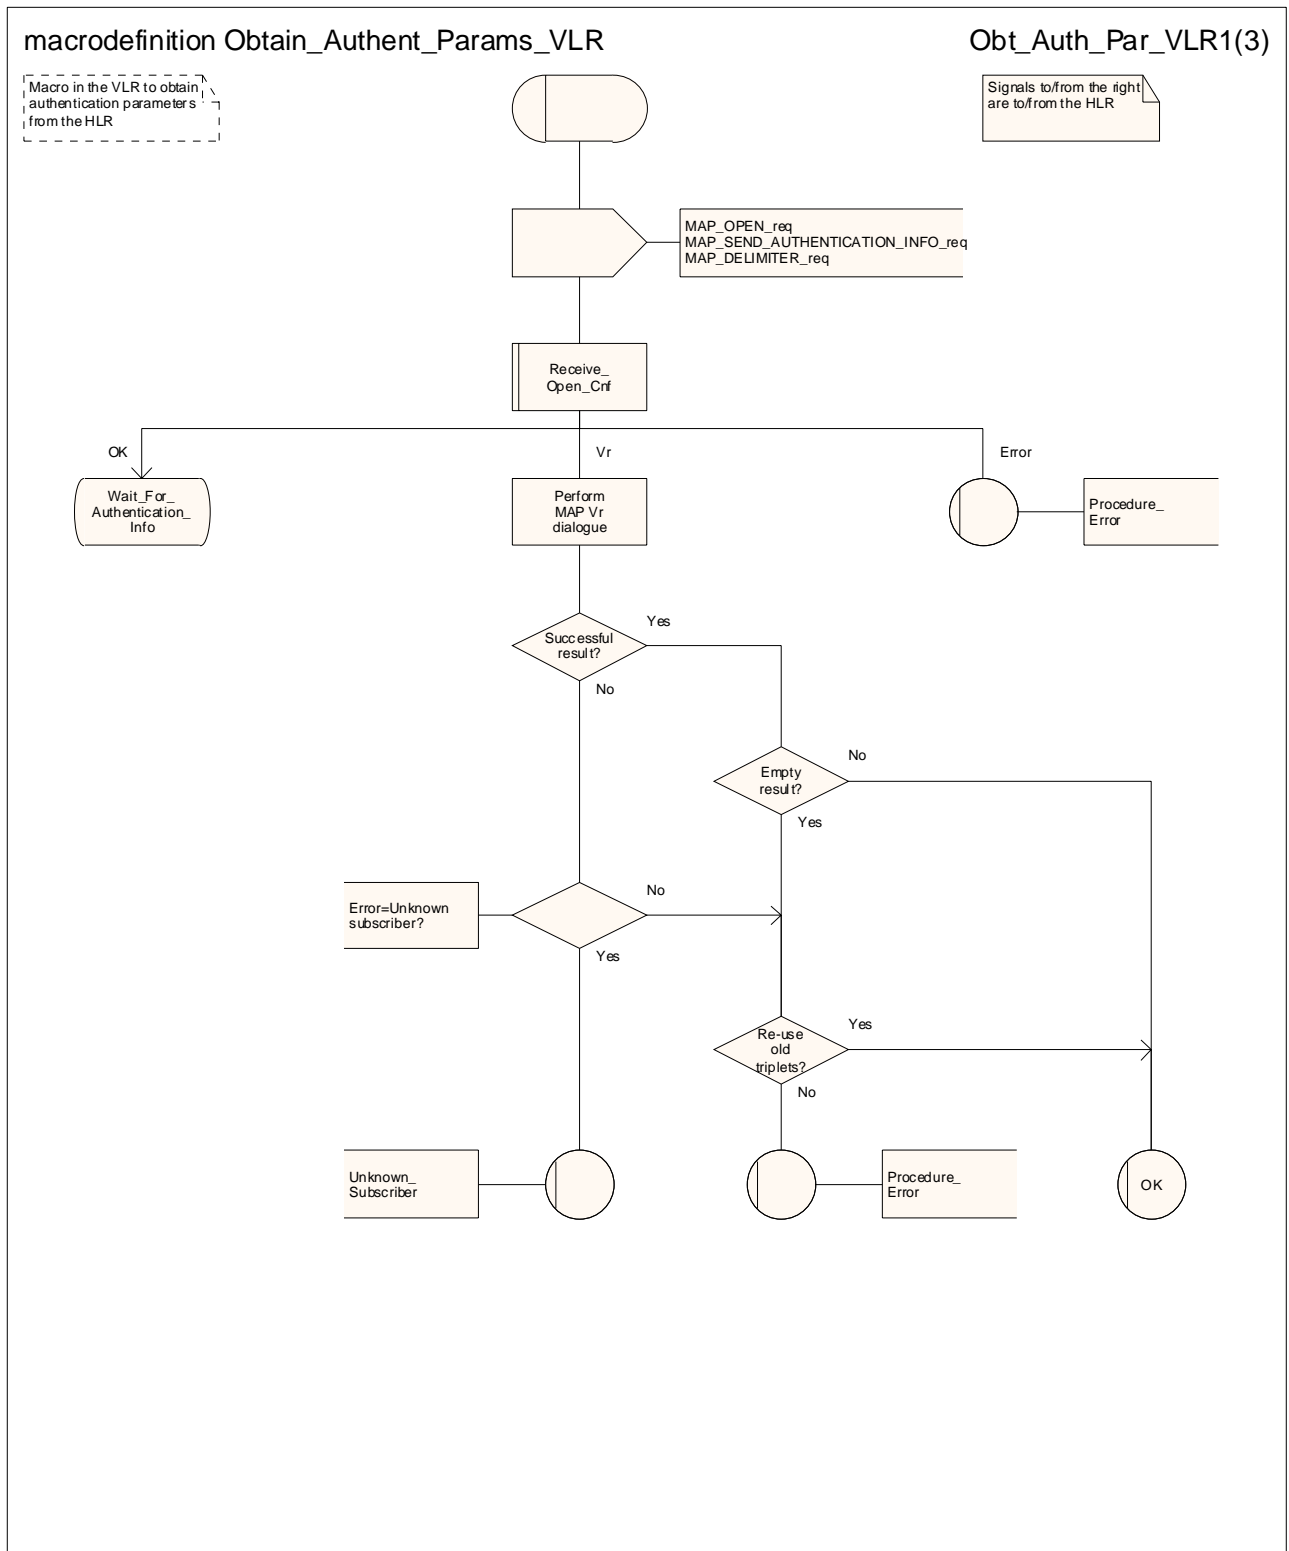 macrodefinition Obtain_Authent_Params_VLR
Obt_Auth_Par_VLR1(3)
Macro in the VLR to obtain
authentication parameters
from the HLR
Signals to/from the right
are to/from the HLR
MAP_OPEN_req
MAP_SEND_AUTHENTICATION_INFO_req
MAP_DELIMITER_req
Receive_
Open_Cnf
OK
Vr
Error
Wait_For_
Authentication_
Info
Perform
MAP Vr
dialogue
Procedure_
Error
Successful
result?
Yes
No
Empty
result?
No
Yes
Error=Unknown
subscriber?
No
Yes
Re-use
old
triplets?
Yes
No
Unknown_
Subscriber
Procedure_
Error
OK